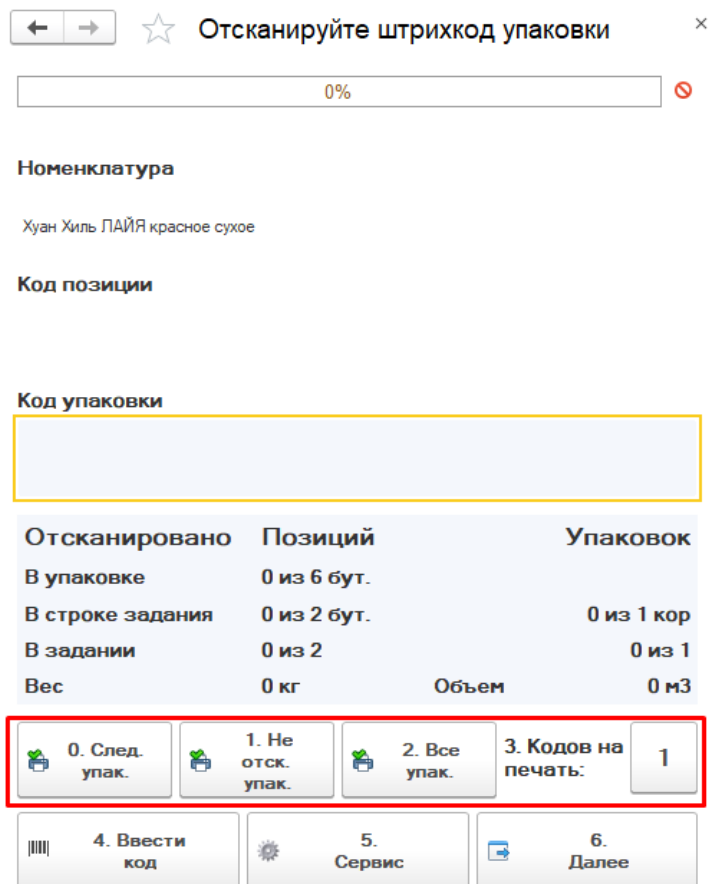 Отсканируйте штрихкод упаковки
0%
Номенклатура
Хуан Хиль ЛАЙЯ красное сухое
Код позиции
Код упаковки
Отсканировано Позиций Упаковок
В упаковке 0 из 6 бут.
В строке задания 0 из 2 бут. 0 из 1 кор
В задании 0 из 2 0 из 1
Вес 0 кг Объем 0 м3
0. След.
упак.
1. Не
отск.
упак.
2. Все
упак.
3. Кодов на
печать:
1
4. Ввести
код
5.
Сервис
6.
Далее